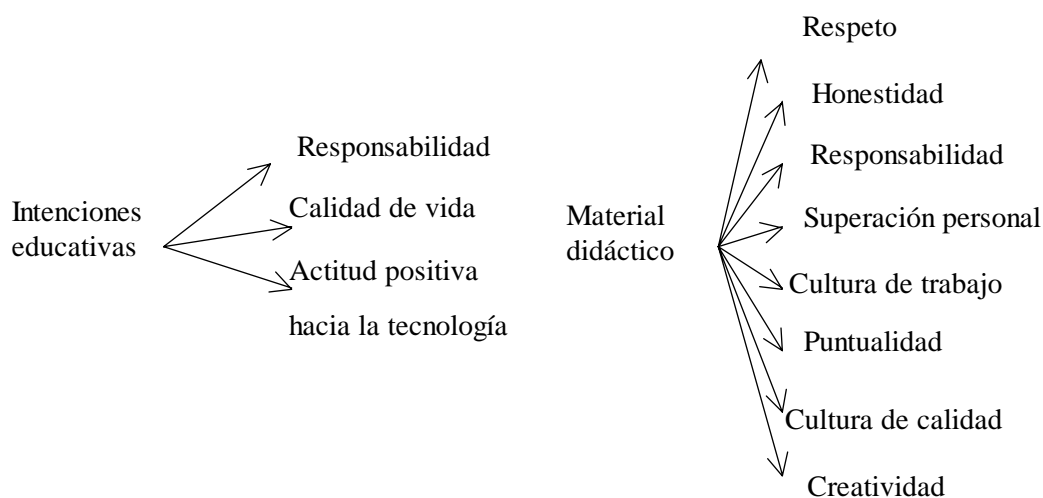 Intenciones
educativas
Responsabilidad
Calidad de vida
Actitud positiva
hacia la tecnología
Material
didáctico
Respeto
Honestidad
Responsabilidad
Superación personal
Cultura de trabajo
Puntualidad
Cultura de calidad
Creatividad